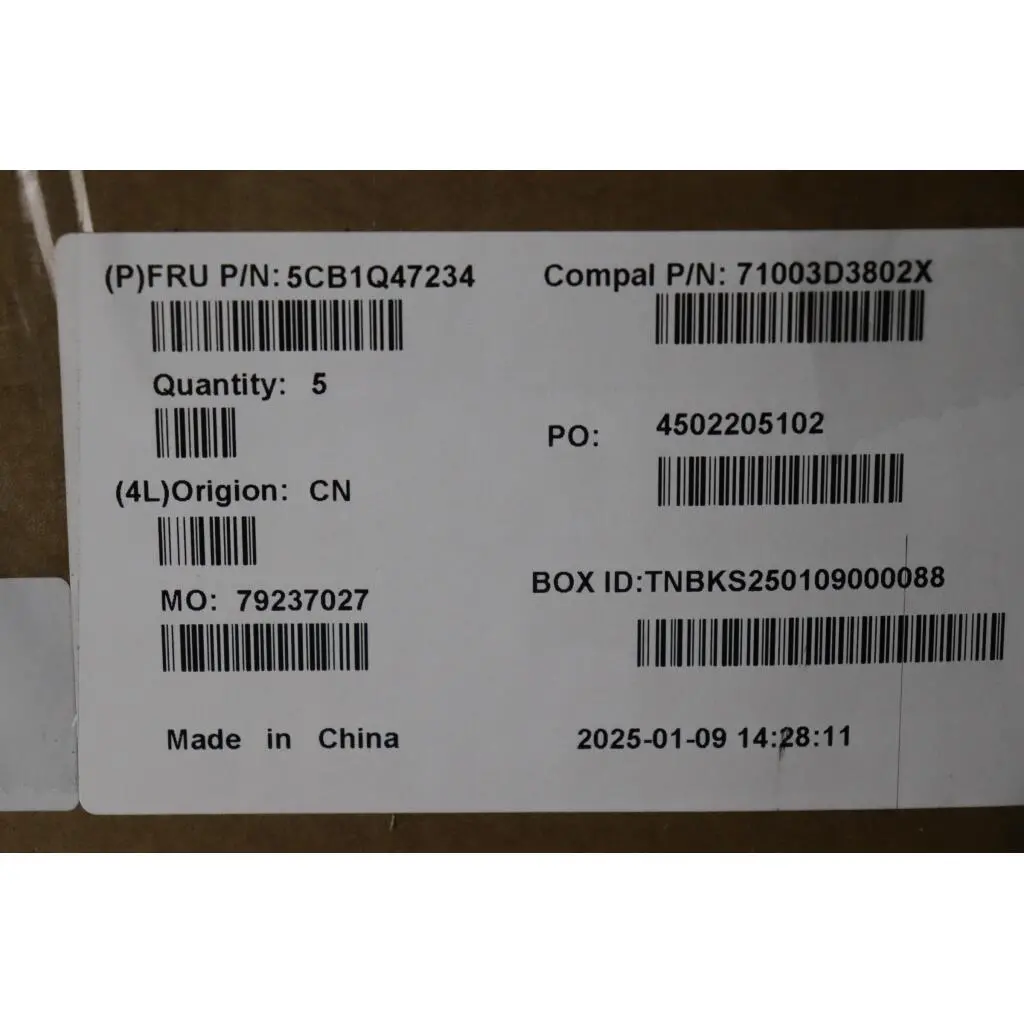 (P)FRU P/N: 5CB1Q47234
Compal P/N: 71003D3802X
Quantity: 5
PO: 4502205102
(4L)Origion: CN
BOX ID:TNBKS250109000088
MO: 79237027
Made in China
2025-01-09 14:28:11